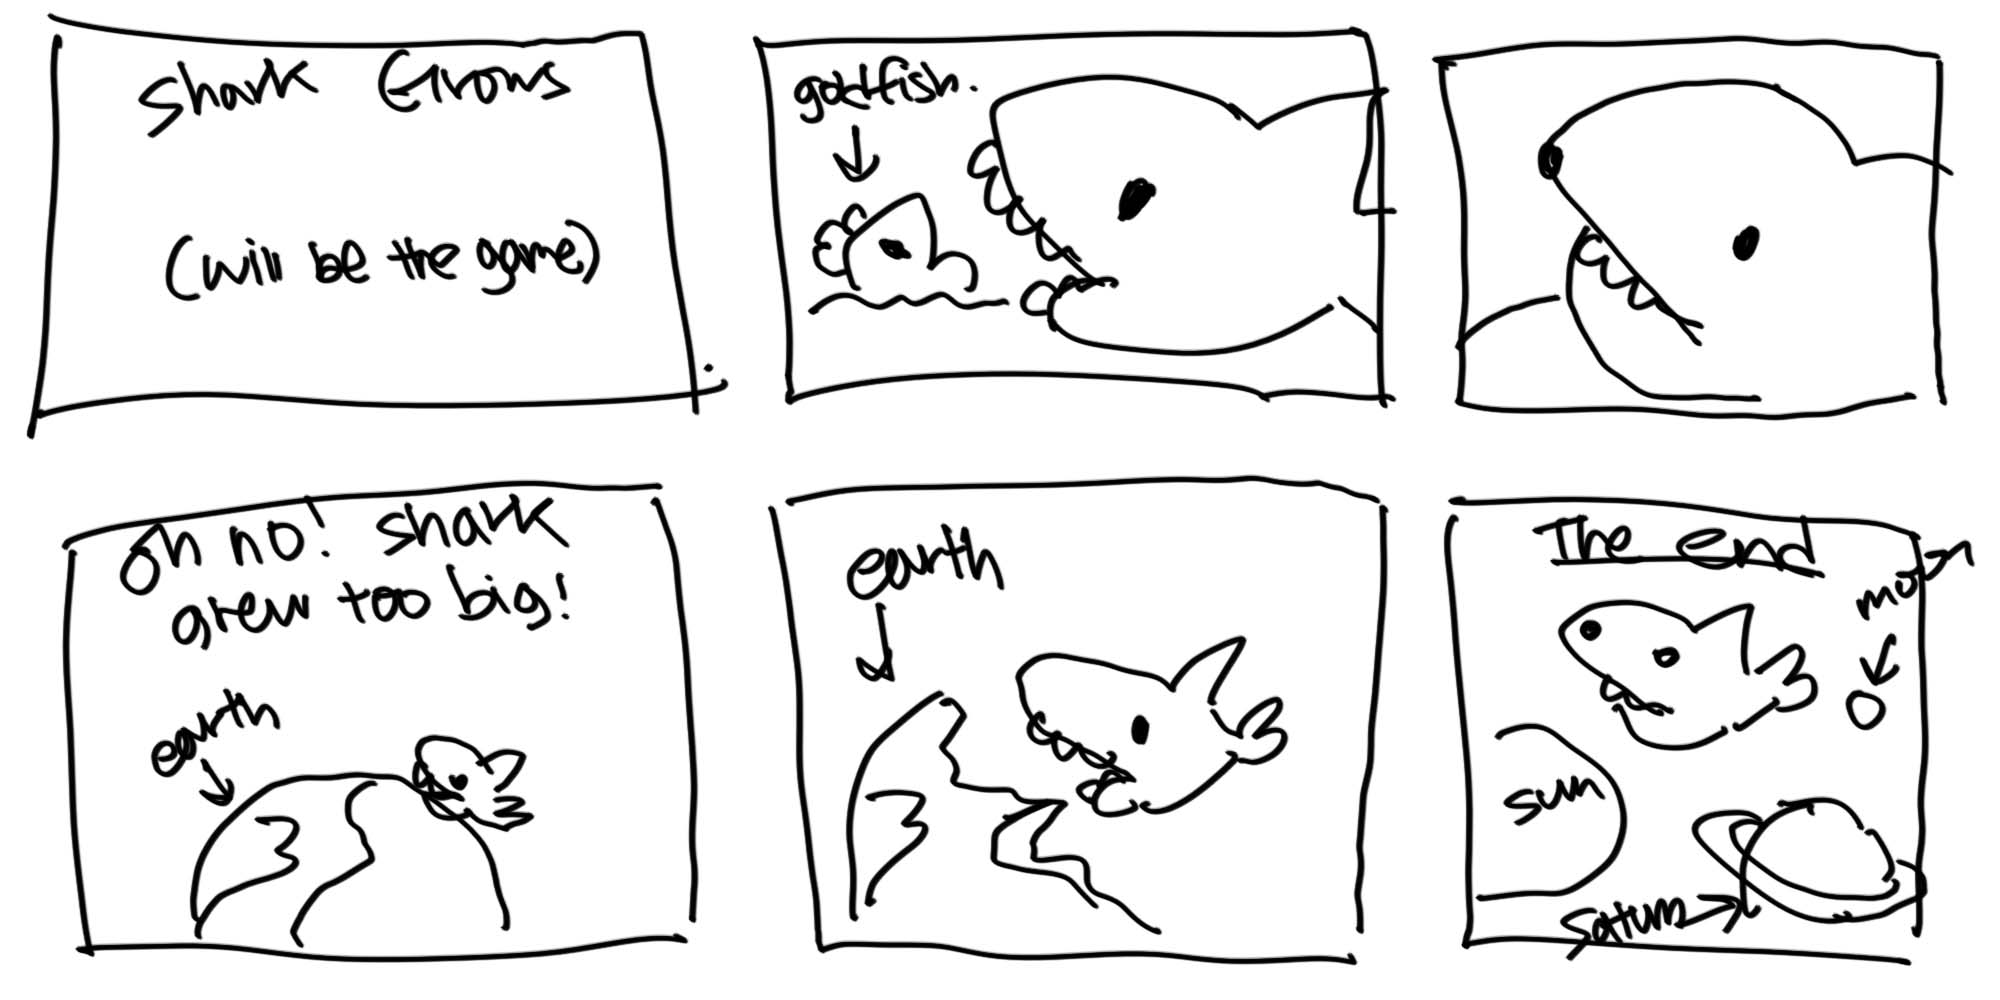 Shark Grows
(will be the game)
goldfish.
oh no! shark
grew too big!
earth
earth
The end
moon
sun
Saturn